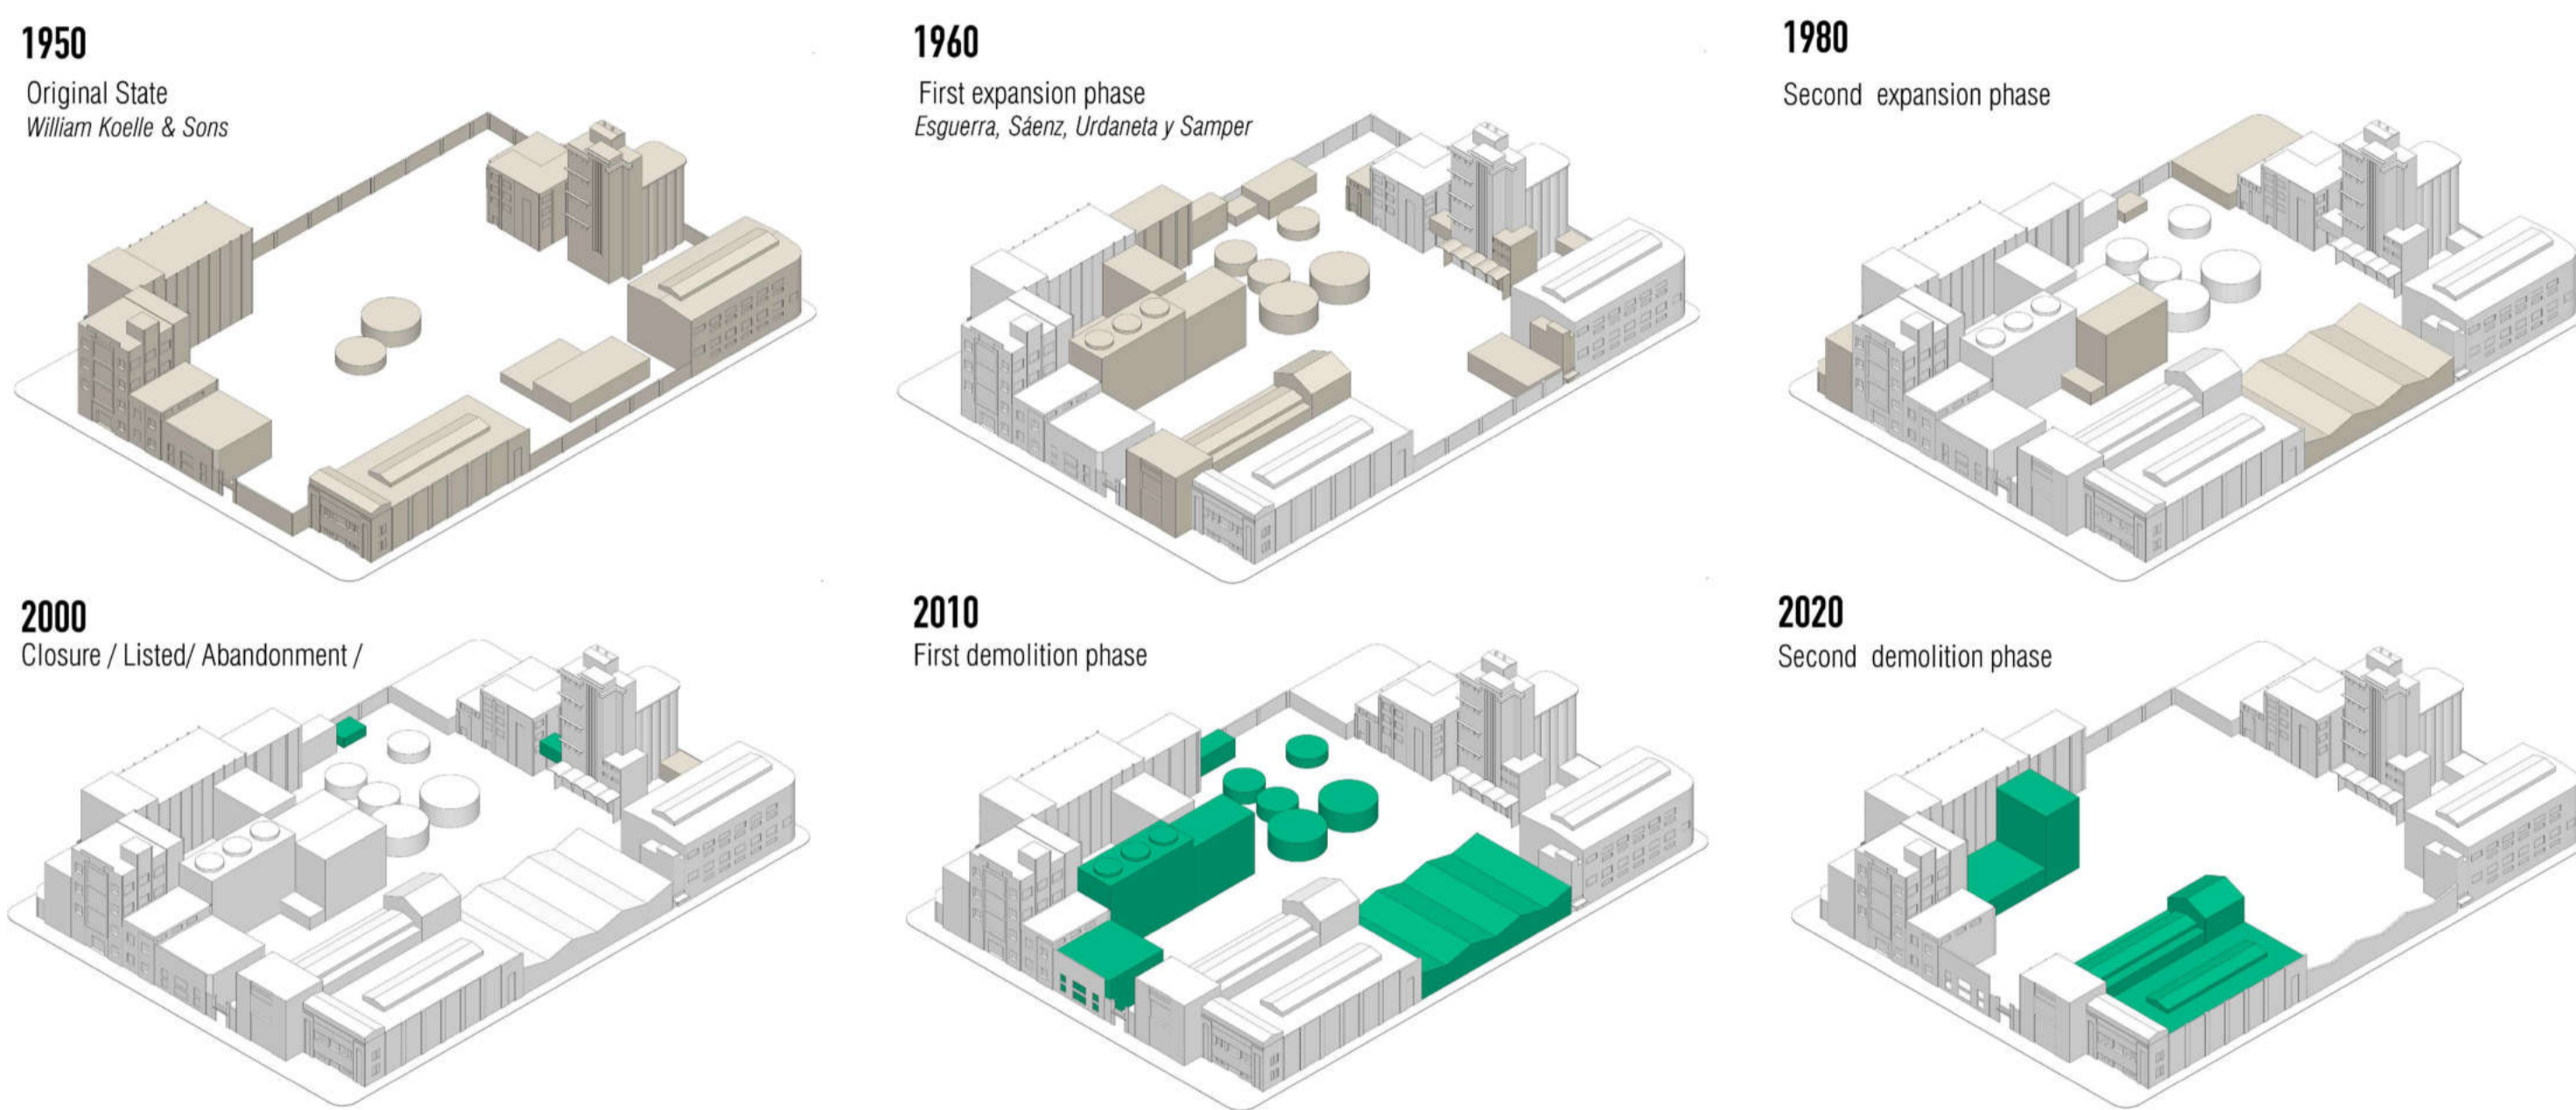 1950
Original State
William Koelle & Sons
1960
First expansion phase
Esguerra, Sáenz, Urdaneta y Samper
1980
Second expansion phase
2000
Closure / Listed/ Abandonment /
2010
First demolition phase
2020
Second demolition phase